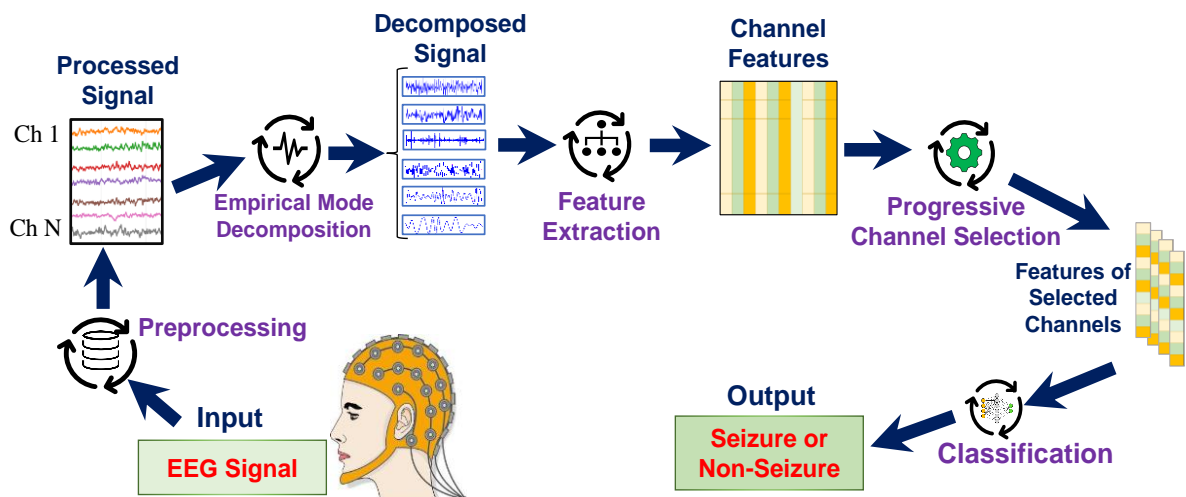 Processed
Signal
Ch 1
Ch N
Empirical Mode
Decomposition
Decomposed
Signal
Feature
Extraction
Channel
Features
Progressive
Channel Selection
Features of
Selected
Channels
Preprocessing
Input
EEG Signal
Output
Seizure or
Non-Seizure
Classification